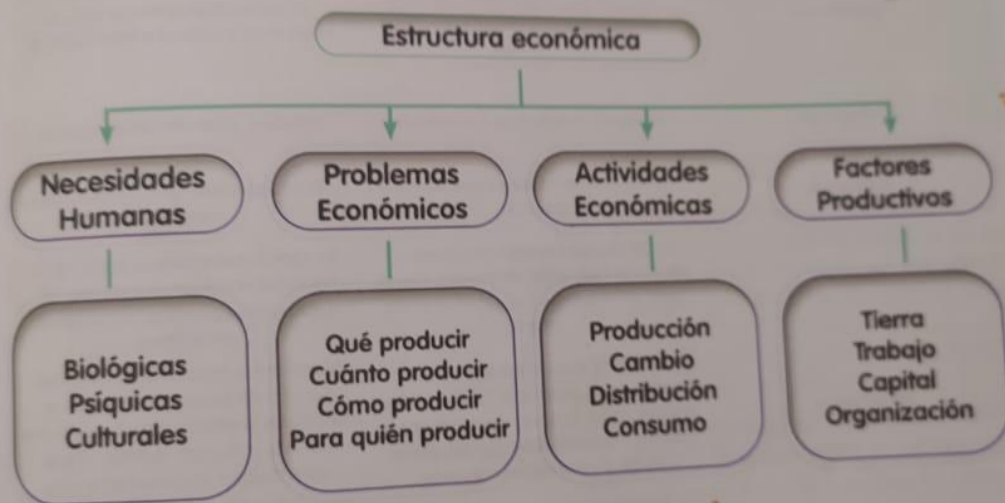 Estructura económica
Necesidades
Humanas
Problemas
Económicos
Actividades
Económicas
Factores
Productivos
Biológicas
Psíquicas
Culturales
Qué producir
Cuánto producir
Cómo producir
Para quién producir
Producción
Cambio
Distribución
Consumo
Tierra
Trabajo
Capital
Organización